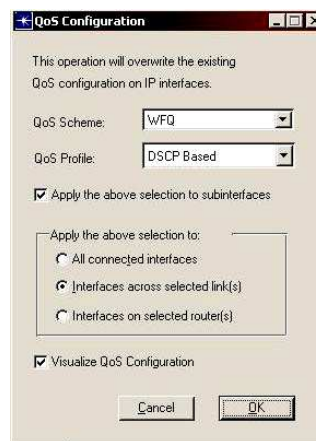 QoS Configuration
This operation will overwrite the existing
QoS configuration on IP interfaces.
QoS Scheme: WFQ
QoS Profile: DSCP Based
Apply the above selection to subinterfaces
Apply the above selection to:
All connected interfaces
Interfaces across selected link(s)
Interfaces on selected router(s)
Visualize QoS Configuration
Cancel OK